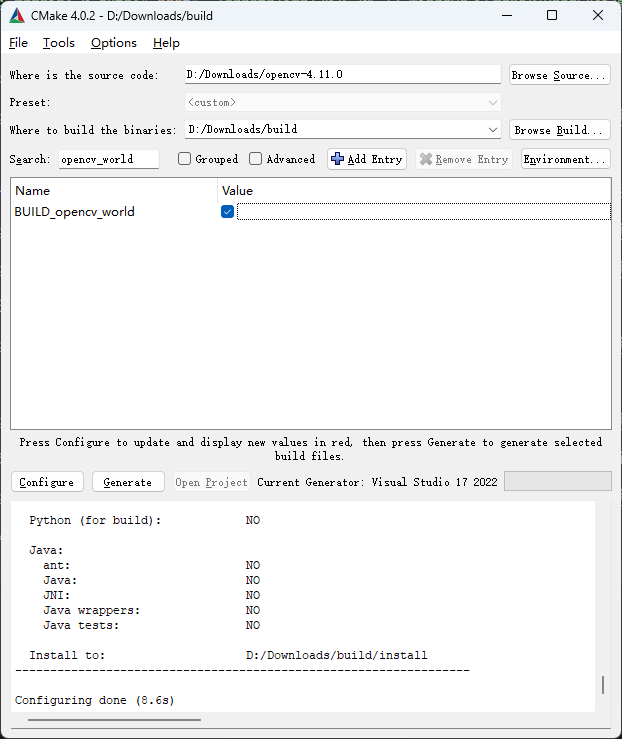 CMake 4.0.2 - D:/Downloads/build
File Tools Options Help
Where is the source code: D:/Downloads/opencv-4.11.0 Browse Source...
Preset: <custom>
Where to build the binaries: D:/Downloads/build Browse Build...
Search: opencv_world Grouped Advanced Add Entry Remove Entry Environment...
Name Value
BUILD_opencv_world
Press Configure to update and display new values in red, then press Generate to generate selected
build files.
Configure Generate Open Project Current Generator: Visual Studio 17 2022
Python (for build): NO
Java:
ant: NO
Java: NO
JNI: NO
Java wrappers: NO
Java tests: NO
Install to: D:/Downloads/build/install
-----------------------------------------------------------------
Configuring done (8.6s)